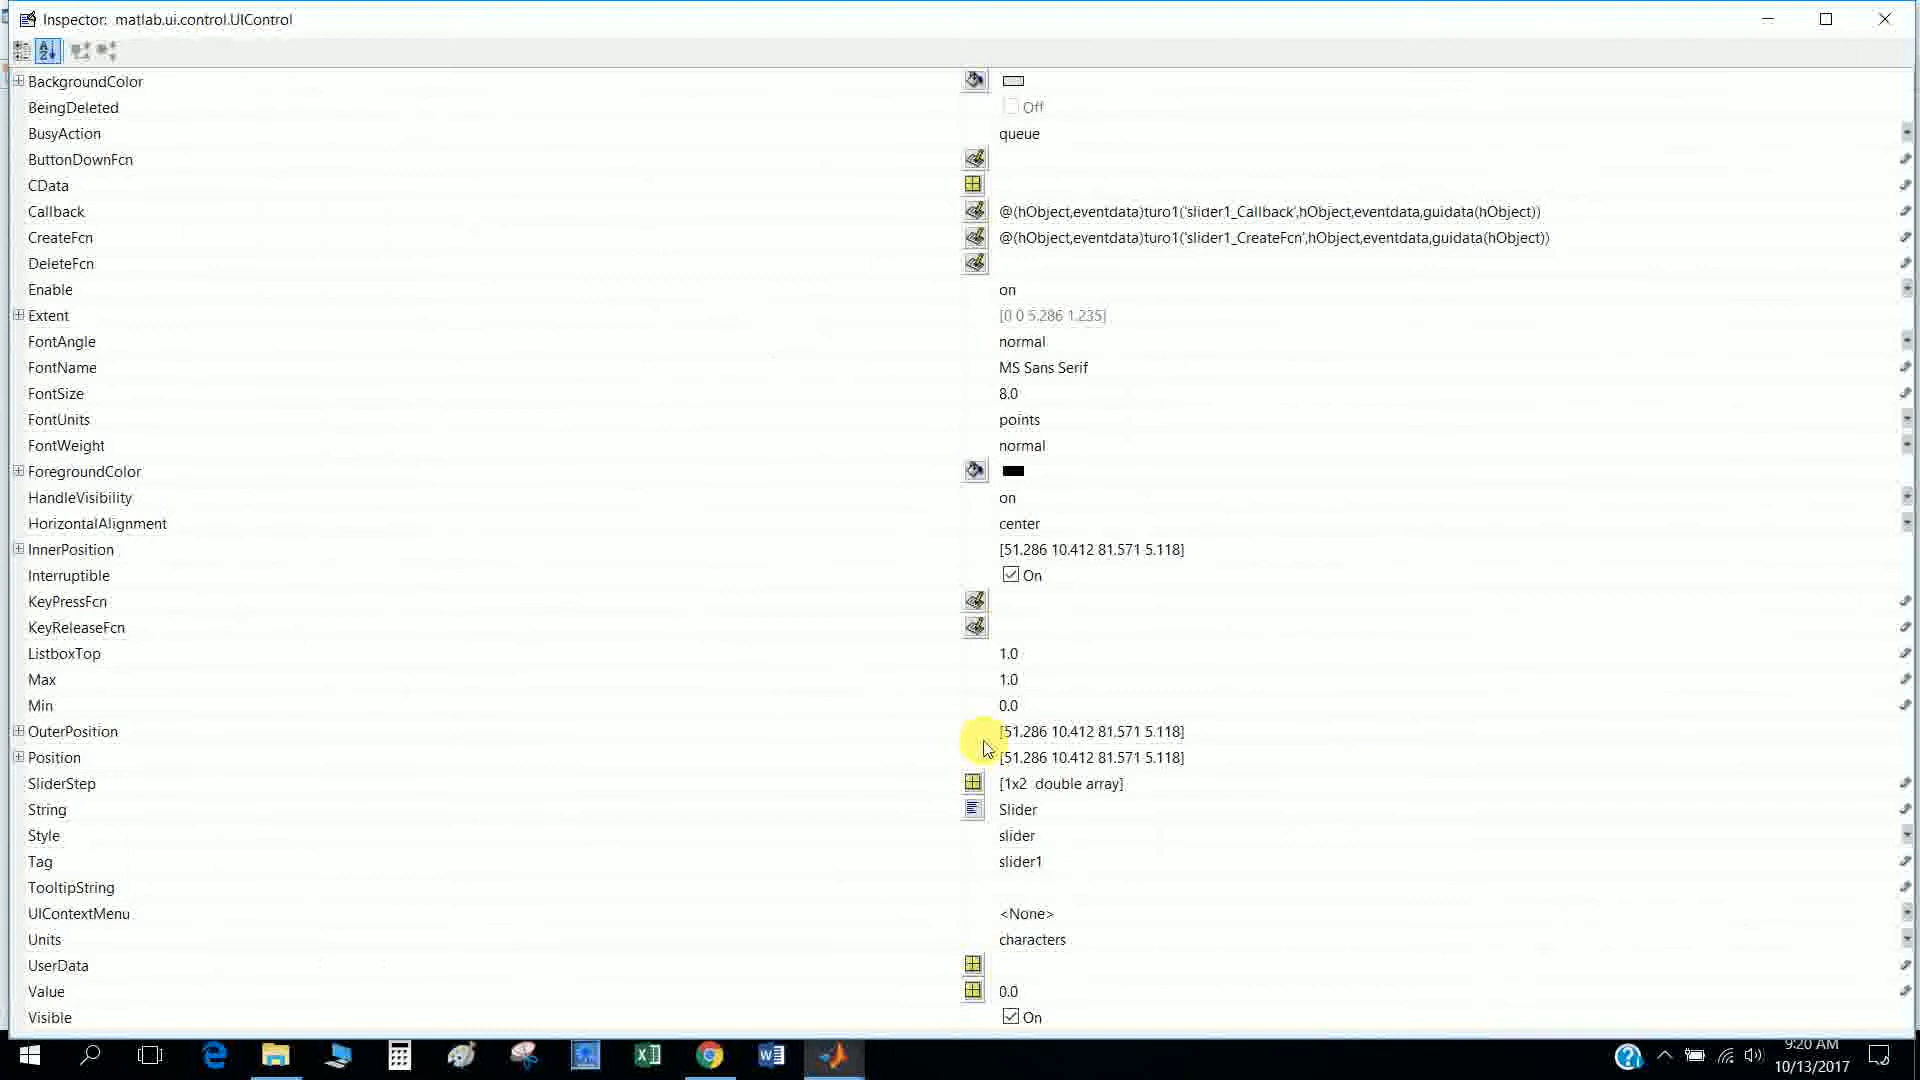 Inspector: matlab.ui.control.UIControl
BackgroundColor
BeingDeleted Off
BusyAction queue
ButtonDownFcn
CData
Callback @(hObject,eventdata)turo1('slider1_Callback',hObject,eventdata,guidata(hObject))
CreateFcn @(hObject,eventdata)turo1('slider1_CreateFcn',hObject,eventdata,guidata(hObject))
DeleteFcn
Enable on
Extent [0 0 5.286 1.235]
FontAngle normal
FontName MS Sans Serif
FontSize 8.0
FontUnits points
FontWeight normal
ForegroundColor
HandleVisibility on
HorizontalAlignment center
InnerPosition [51.286 10.412 81.571 5.118]
Interruptible On
KeyPressFcn
KeyReleaseFcn
ListboxTop 1.0
Max 1.0
Min 0.0
OuterPosition [51.286 10.412 81.571 5.118]
Position [51.286 10.412 81.571 5.118]
SliderStep [1x2 double array]
String Slider
Style slider
Tag slider1
TooltipString
UIContextMenu <None>
Units characters
UserData
Value 0.0
Visible On
9:20 AM
10/13/2017